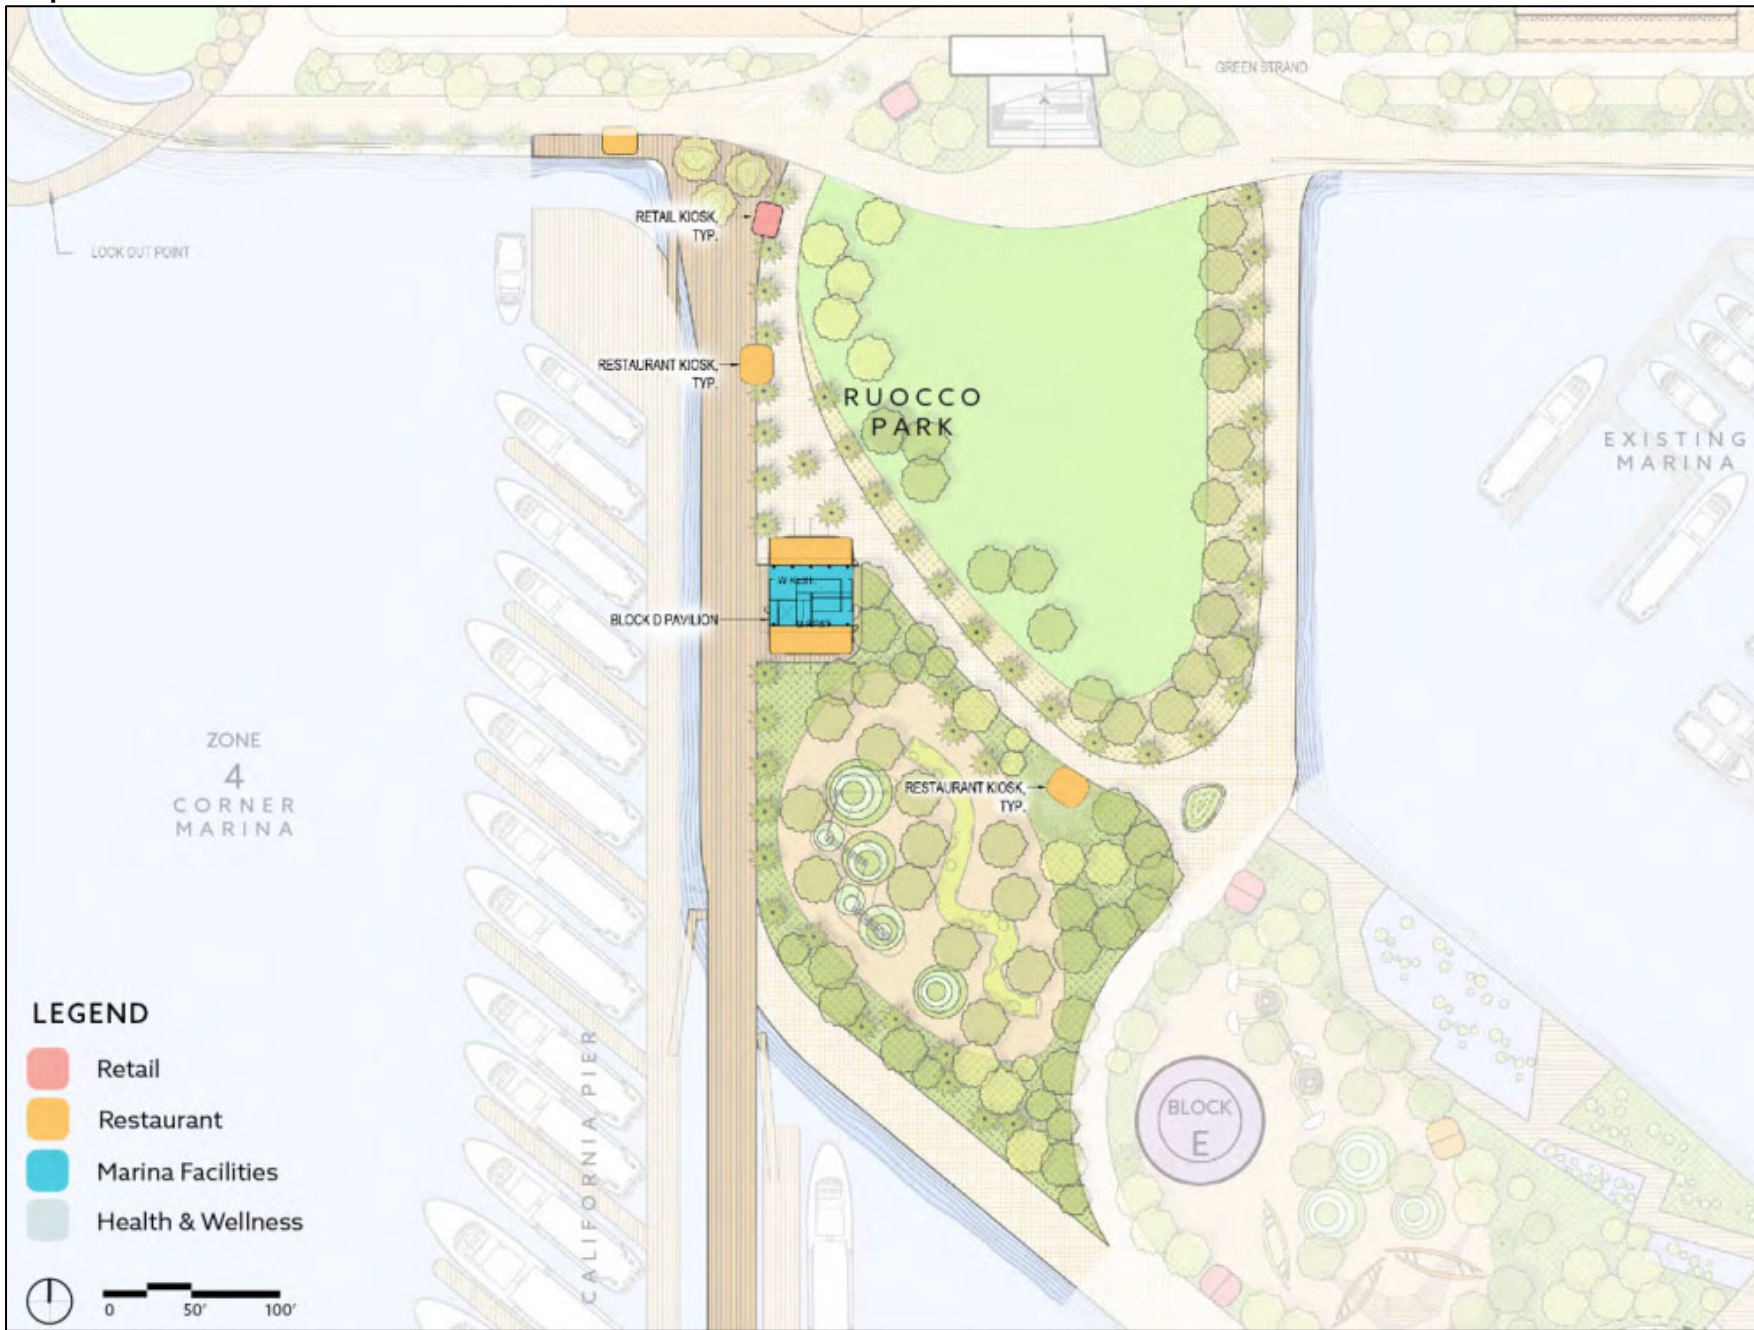 GREEN STRAND
RETAIL KIOSK,
TYP.
LOOK OUT POINT
RESTAURANT KIOSK,
TYP.
RUOCCO
PARK
EXISTING
MARINA
BLOCK D PAVILION
ZONE
4
CORNER
MARINA
RESTAURANT KIOSK,
TYP.
LEGEND
Retail
Restaurant
Marina Facilities
Health & Wellness
CALIFORNIA PIER
BLOCK
E
0 50' 100'